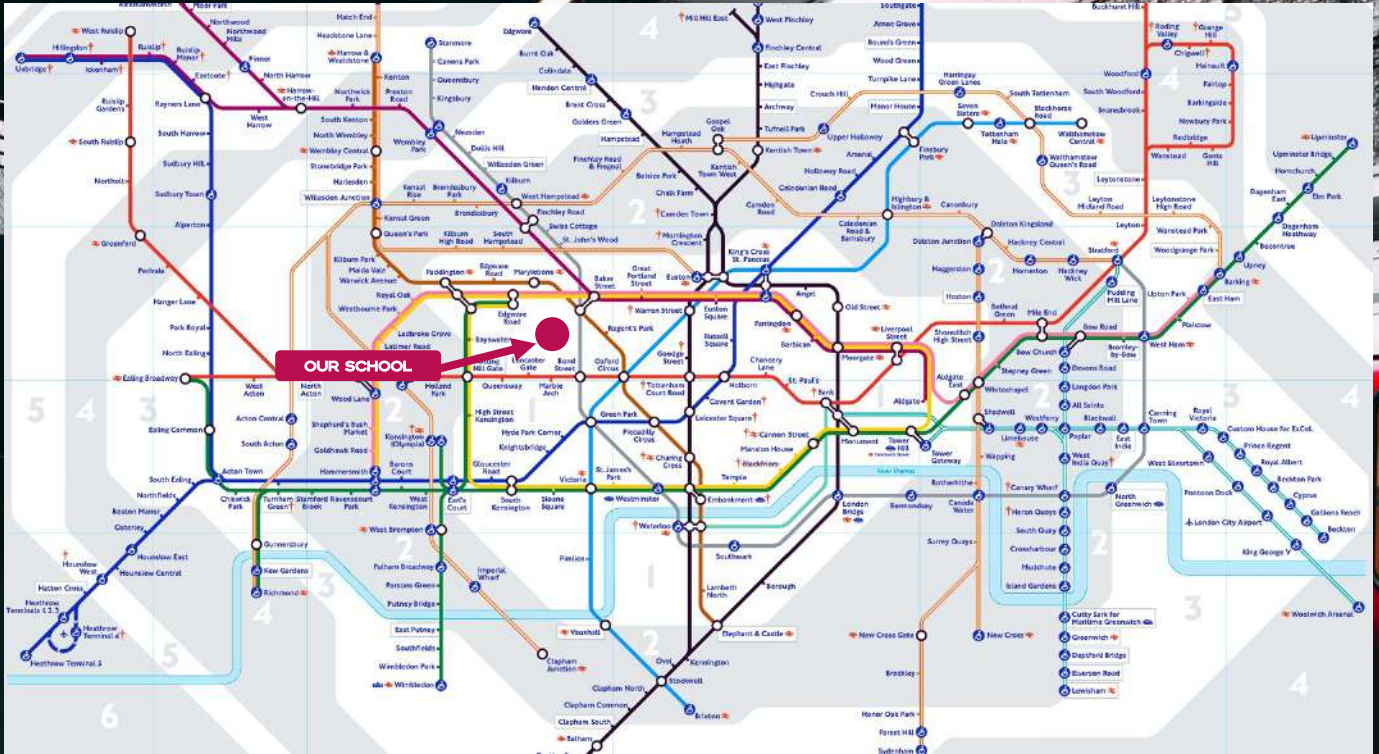 Moor Park
Northwood
Northwood Hills
Pinner
North Harrow
Harrow-
on-the-Hill
West Ruislip
Hillingdon
Uxbridge
Ickenham
Ruislip
Ruislip
Manor
Eastcote
Rayners Lane
West
Harrow
Ruislip
Gardens
South Ruislip
Northolt
Greenford
Perivale
Hanger Lane
South Harrow
Sudbury Hill
Sudbury Town
Alperton
Park Royal
North Ealing
Ealing Broadway
Ealing Common
South Ealing
Northfields
Boston Manor
Osterley
Hounslow East
Hounslow Central
Hounslow
West
Hatton Cross
Heathrow
Terminals 1, 2, 3
Heathrow
Terminal 4
Heathrow Terminal 5
Hatch End
Headstone Lane
Harrow &
Wealdstone
Kenton
Northwick
Park
Preston
Road
South Kenton
North Wembley
Wembley Central
Stonebridge Park
Harlesden
Willesden Junction
Kensal Green
Queen's Park
Kilburn Park
Maida Vale
Warwick Avenue
Royal Oak
Westbourne Park
Ladbroke Grove
Latimer Road
Stanmore
Canons Park
Queensbury
Kingsbury
Wembley
Park
Neasden
Dollis Hill
Willesden Green
Kilburn
West Hampstead
Finchley Road
Swiss Cottage
St. John's Wood
Kensal
Rise
Brondesbury
Park
Brondesbury
Kilburn
High Road
South
Hampstead
Edgware
Burnt Oak
Colindale
Hendon Central
Brent Cross
Golders Green
Hampstead
Finchley Road
& Frognal
Belsize Park
Chalk Farm
Camden Town
Mornington
Crescent
Euston
Hampstead
Heath
Gospel
Oak
Kentish
Town West
Mill Hill East
West Finchley
Finchley Central
East Finchley
Highgate
Archway
Tufnell Park
Kentish Town
Camden
Road
Crouch Hill
Upper Holloway
Southgate
Arnos Grove
Bounds Green
Wood Green
Turnpike Lane
Manor House
Arsenal
Holloway Road
Caledonian Road
Finsbury
Park
Harringay
Green Lanes
Seven
Sisters
South Tottenham
Tottenham
Hale
Blackhorse
Road
Walthamstow
Central
Walthamstow
Queen's Road
Leyton
Midland Road
Leytonstone
High Road
Wanstead Park
Woodgrange Park
Highbury &
Islington
Canonbury
Caledonian
Road &
Barnsbury
Dalston Kingsland
Dalston Junction
Hackney Central
Homerton
Hackney
Wick
Stratford
Haggerston
Hoxton
Shoreditch
High Street
Buckhurst Hill
Roding
Valley
Chigwell
Grange
Hill
Hainault
Fairlop
Barkingside
Newbury Park
Redbridge
Gants
Hill
Wanstead
Woodford
South Woodford
Snaresbrook
Leytonstone
Leyton
Upminster
Upminster Bridge
Hornchurch
Elm Park
Dagenham
East
Dagenham
Heathway
Becontree
Upney
Barking
East Ham
Upton Park
Plaistow
West Ham
Bromley-
by-Bow
Bow Road
Mile End
Bethnal
Green
Stepney Green
Whitechapel
Pudding
Mill Lane
Bow Church
Devons Road
Langdon Park
All Saints
Paddington
Edgware
Road
Marylebone
Baker
Street
Great
Portland
Street
Warren Street
Euston
Square
King's Cross
St. Pancras
Angel
Old Street
Farringdon
Barbican
Moorgate
Liverpool
Street
Aldgate
East
Aldgate
Edgware
Road
Regent's Park
Bayswater
Russell
Square
Goodge
Street
OUR SCHOOL
Hill Gate
Lancaster
Gate
Bond
Street
Oxford
Circus
Queensway
Marble
Arch
Tottenham
Court Road
Holborn
Chancery
Lane
St. Paul's
Bank
Covent Garden
Leicester Square
West
Acton
North
Acton
Holland
Park
Wood Lane
Shepherd's Bush
Market
Goldhawk Road
Hammersmith
Kensington
(Olympia)
Acton Central
South Acton
Acton Town
High Street
Kensington
Hyde Park Corner
Knightsbridge
Green Park
Piccadilly
Circus
Charing
Cross
Cannon Street
Mansion House
Blackfriars
Temple
Monument
Tower
Hill
Tower
Gateway
Shadwell
Limehouse
Westferry
Poplar
Blackwall
East
India
Canning
Town
Royal
Victoria
Custom House for ExCeL
Prince Regent
Royal Albert
Beckton Park
Cyprus
Gallions Reach
Beckton
West Silvertown
Pontoon Dock
London City Airport
King George V
Woolwich Arsenal
Chiswick
Park
Turnham
Green
Stamford
Brook
Ravenscourt
Park
Barons
Court
West
Kensington
Earl's
Court
Gloucester
Road
South
Kensington
Sloane
Square
Victoria
St. James's
Park
Westminster
Embankment
River Thames
Wapping
Rotherhithe
Canada
Water
Surrey Quays
West
India Quay
Canary Wharf
Heron Quays
South Quay
Crossharbour
Mudchute
Island Gardens
North
Greenwich
Cutty Sark for
Maritime Greenwich
Greenwich
Deptford Bridge
Elverson Road
Lewisham
Waterloo
Southwark
London
Bridge
Bermondsey
Gunnersbury
Kew Gardens
Richmond
West Brompton
Fulham Broadway
Parsons Green
Putney Bridge
East Putney
Southfields
Wimbledon Park
Wimbledon
Imperial
Wharf
Clapham
Junction
Pimlico
Vauxhall
Lambeth
North
Borough
Elephant & Castle
Kennington
Oval
Stockwell
Clapham North
Clapham Common
Clapham South
Balham
Brixton
New Cross Gate
New Cross
Brockley
Honor Oak Park
Forest Hill
Sydenham